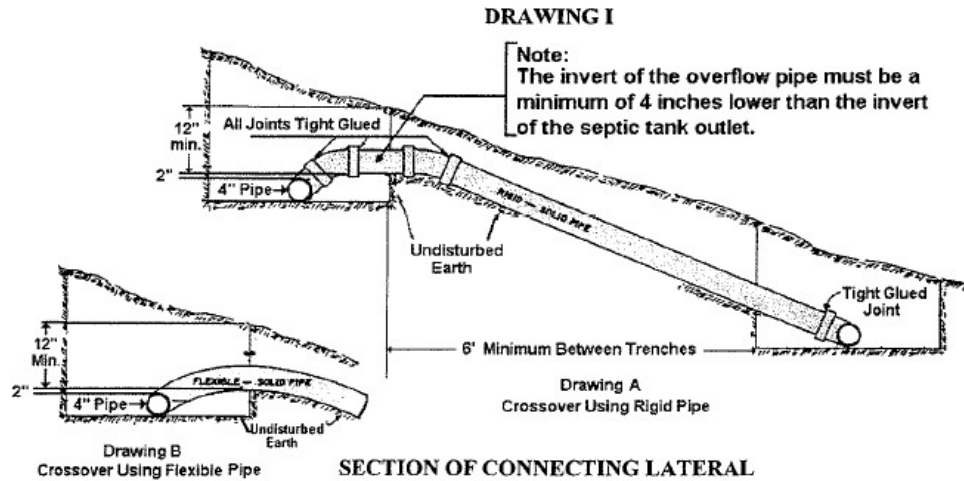 DRAWING I
Note:
The invert of the overflow pipe must be a
minimum of 4 inches lower than the invert
of the septic tank outlet.
12"
min.
All Joints Tight Glued
2"
4" Pipe
RIGID — SOLID PIPE
Undisturbed
Earth
Tight Glued
Joint
6' Minimum Between Trenches
Drawing A
Crossover Using Rigid Pipe
12"
Min.
FLEXIBLE — SOLID PIPE
2"
4" Pipe
Undisturbed
Earth
Drawing B
Crossover Using Flexible Pipe
SECTION OF CONNECTING LATERAL